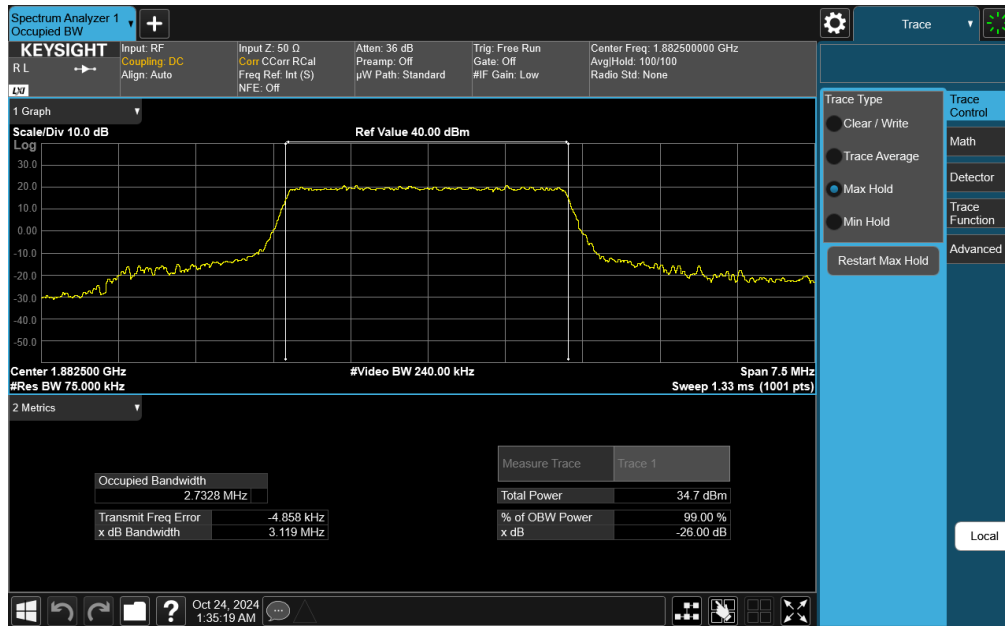 Spectrum Analyzer 1
Occupied BW
Trace
KEYSIGHT
R L
LXI
Input: RF
Coupling: DC
Align: Auto
Input Z: 50 Ω
Corr CCorr RCal
Freq Ref: Int (S)
NFE: Off
Atten: 36 dB
Preamp: Off
µW Path: Standard
Trig: Free Run
Gate: Off
#IF Gain: Low
Center Freq: 1.882500000 GHz
Avg|Hold: 100/100
Radio Std: None
1 Graph
Scale/Div 10.0 dB
Ref Value 40.00 dBm
Log
30.0
20.0
10.0
0.00
-10.0
-20.0
-30.0
-40.0
-50.0
Center 1.882500 GHz
#Video BW 240.00 kHz
Span 7.5 MHz
#Res BW 75.000 kHz
Sweep 1.33 ms (1001 pts)
2 Metrics
Measure Trace
Trace 1
Occupied Bandwidth
2.7328 MHz
Total Power
34.7 dBm
Transmit Freq Error
-4.858 kHz
% of OBW Power
99.00 %
x dB Bandwidth
3.119 MHz
x dB
-26.00 dB
Trace Type
Clear / Write
Trace Average
Max Hold
Min Hold
Restart Max Hold
Trace
Control
Math
Detector
Trace
Function
Advanced
Local
?
Oct 24, 2024
1:35:19 AM